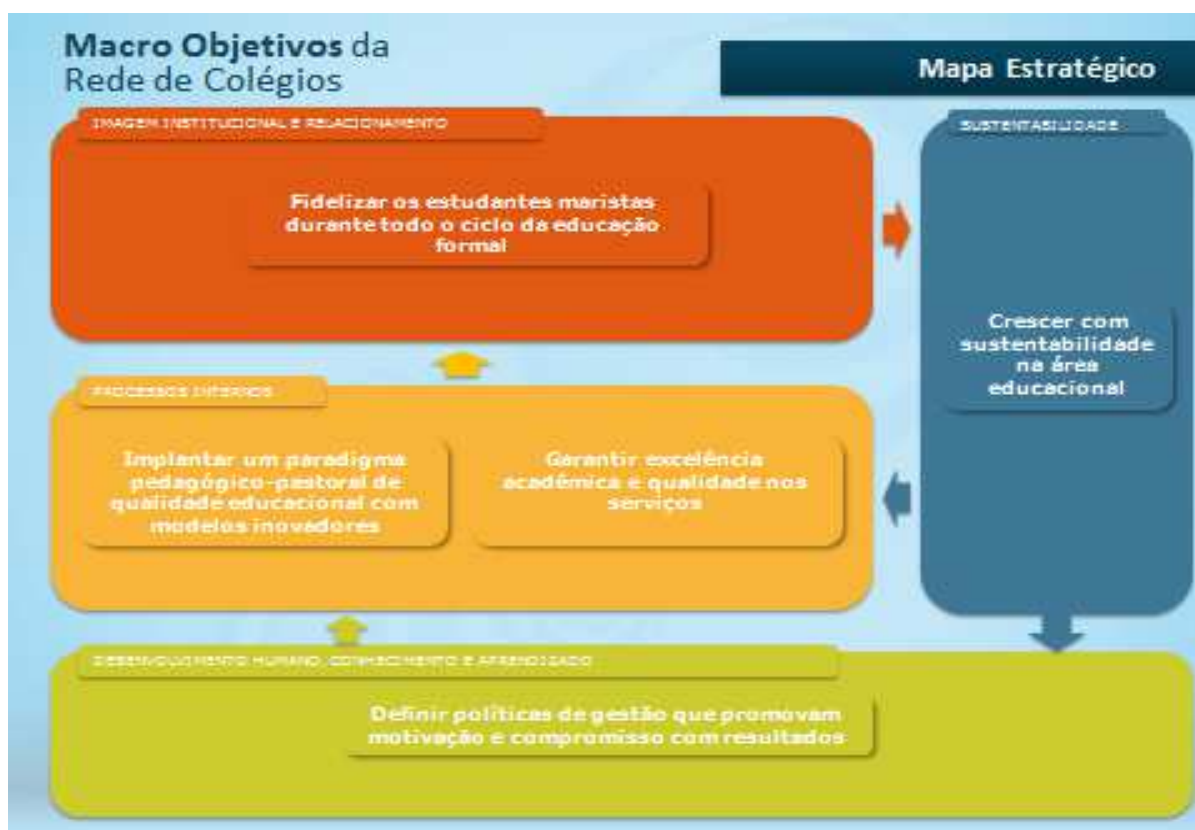 Macro Objetivos da
Rede de Colégios
Mapa Estratégico
IMAGEM INSTITUCIONAL E RELACIONAMENTO
Fidelizar os estudantes maristas
durante todo o ciclo da educação
formal
SUSTENTABILIDADE
Crescer com
sustentabilidade
na área
educacional
PROCESSOS INTERNOS
Implantar um paradigma
pedagógico-pastoral de
qualidade educacional com
modelos inovadores
Garantir excelência
acadêmica e qualidade nos
serviços
DESENVOLVIMENTO HUMANO, CONHECIMENTO E APRENDIZADO
Definir políticas de gestão que promovam
motivação e compromisso com resultados